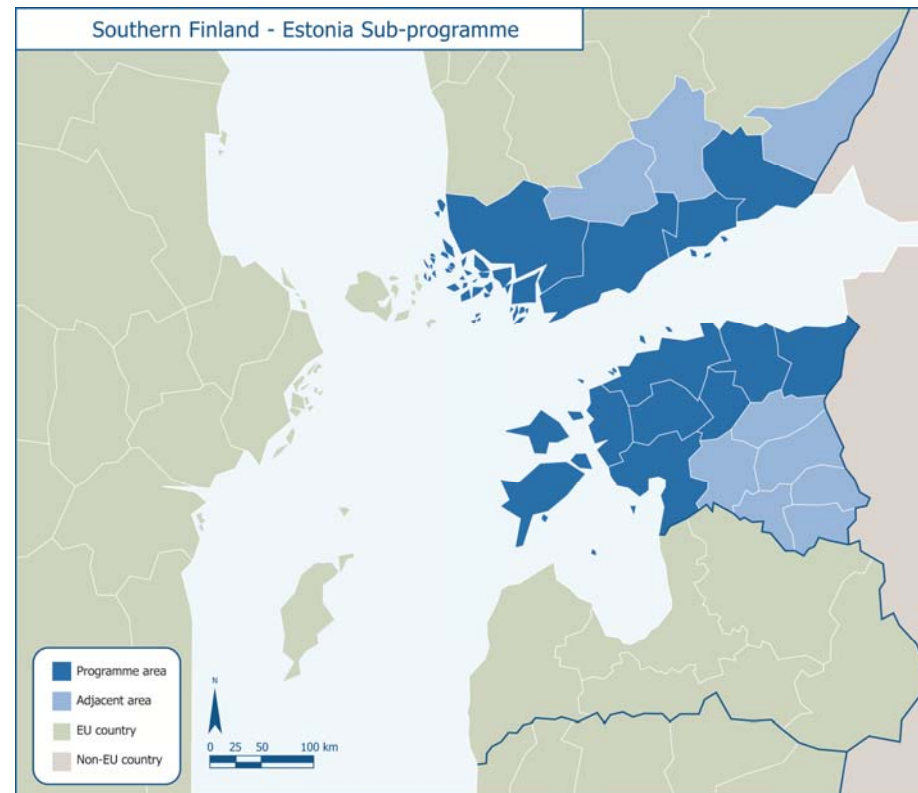 Southern Finland - Estonia Sub-programme
Programme area
Adjacent area
EU country
Non-EU country
N
0 25 50 100 km